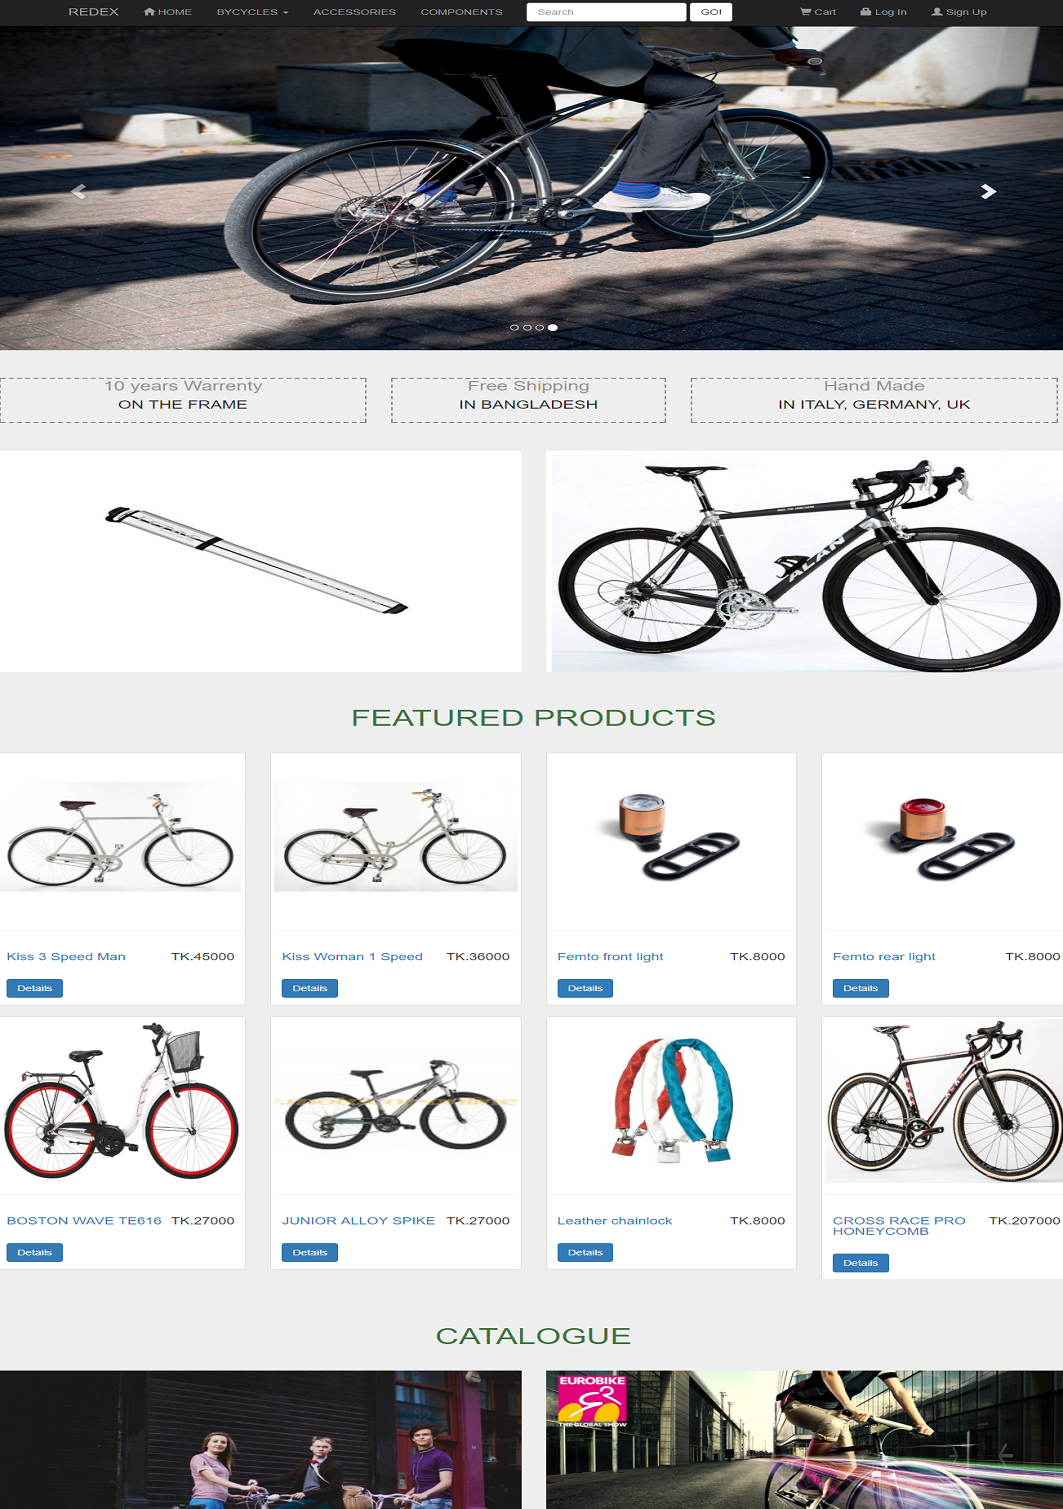 REDEX HOME BYCYCLES ACCESSORIES COMPONENTS Search GO! Cart Log In Sign Up
10 years Warrenty
ON THE FRAME
Free Shipping
IN BANGLADESH
Hand Made
IN ITALY, GERMANY, UK
ALAN
FEATURED PRODUCTS
Kiss 3 Speed Man TK.45000
Details
Kiss Woman 1 Speed TK.36000
Details
Femto front light TK.8000
Details
Femto rear light TK.8000
Details
BOSTON WAVE TE616 TK.27000
Details
JUNIOR ALLOY SPIKE TK.27000
Details
Leather chainlock TK.8000
Details
CROSS RACE PRO TK.207000
HONEYCOMB
Details
CATALOGUE
EUROBIKE
THE GLOBAL SHOW